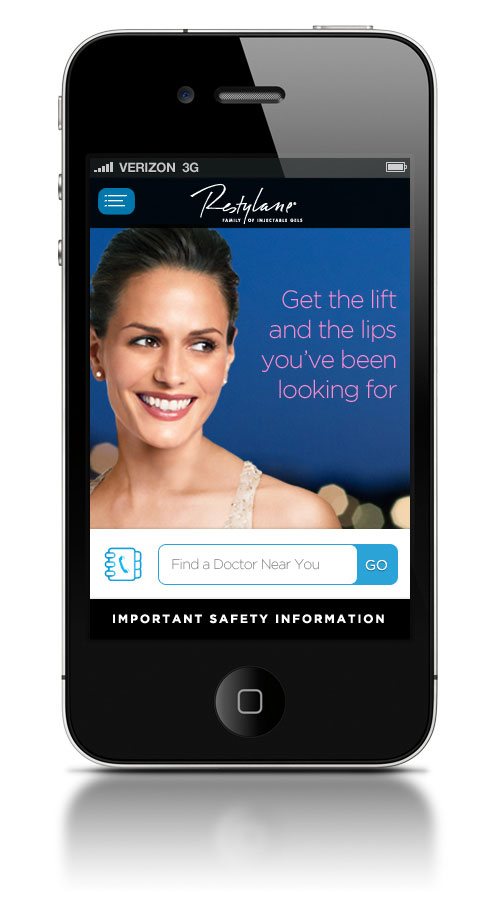 VERIZON 3G
Restylane®
FAMILY OF INJECTABLE GELS
Get the lift
and the lips
you've been
looking for
Find a Doctor Near You
GO
IMPORTANT SAFETY INFORMATION